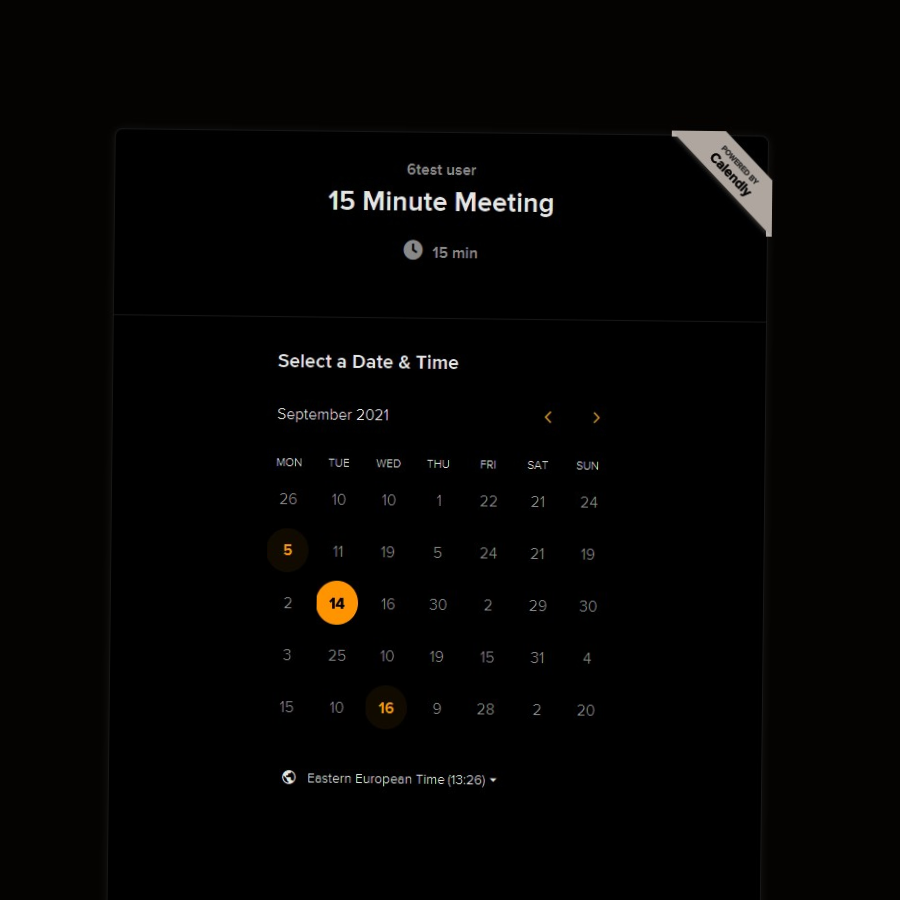 POWERED BY
Calendly
6test user
15 Minute Meeting
15 min
Select a Date & Time
September 2021
MON TUE WED THU FRI SAT SUN
26 10 10 1 22 21 24
5 11 19 5 24 21 19
2 14 16 30 2 29 30
3 25 10 19 15 31 4
15 10 16 9 28 2 20
Eastern European Time (13:26)